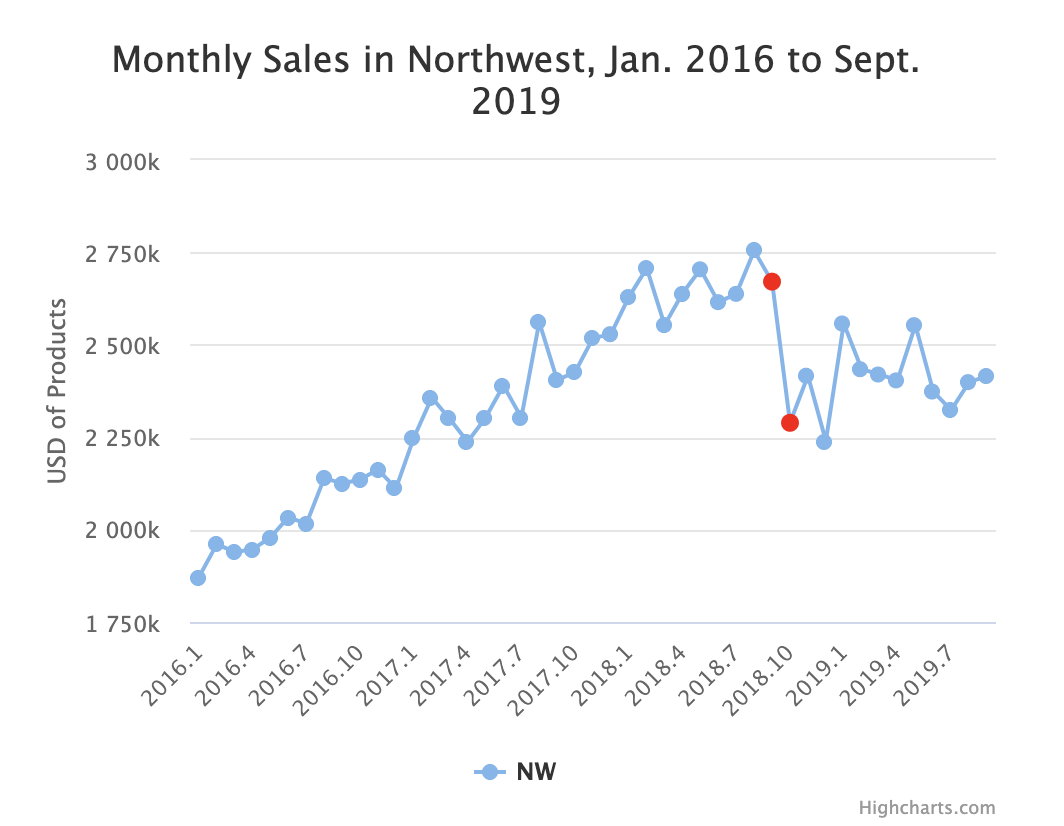 Monthly Sales in Northwest, Jan. 2016 to Sept.
2019
3 000k
2 750k
2 500k
2 250k
2 000k
1 750k
USD of Products
2016.1
2016.4
2016.7
2016.10
2017.1
2017.4
2017.7
2017.10
2018.1
2018.4
2018.7
2018.10
2019.1
2019.4
2019.7
NW
Highcharts.com